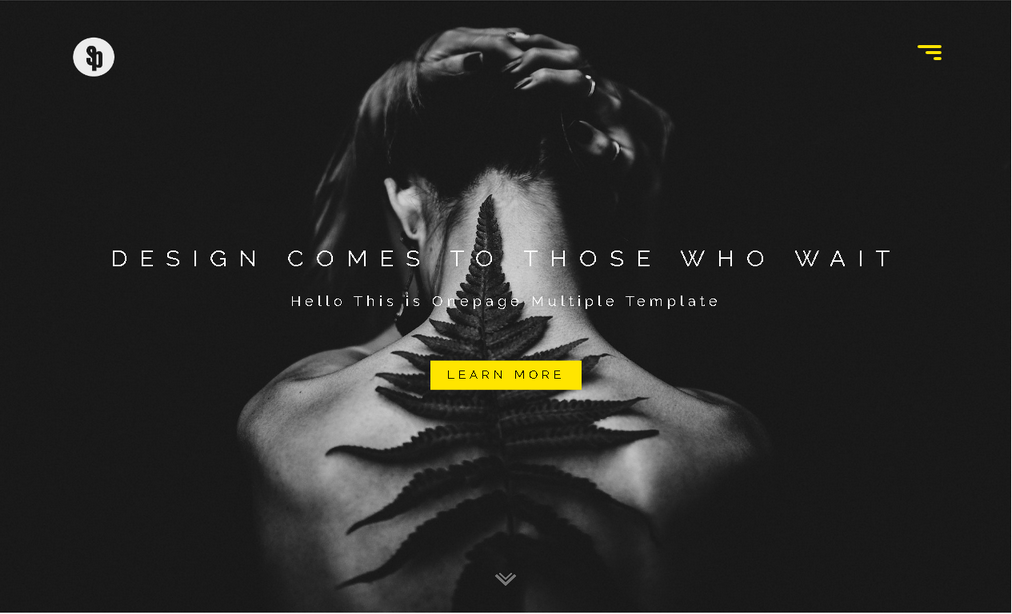 Sp
DESIGN COMES TO THOSE WHO WAIT
Hello This is Onepage Multiple Template
LEARN MORE